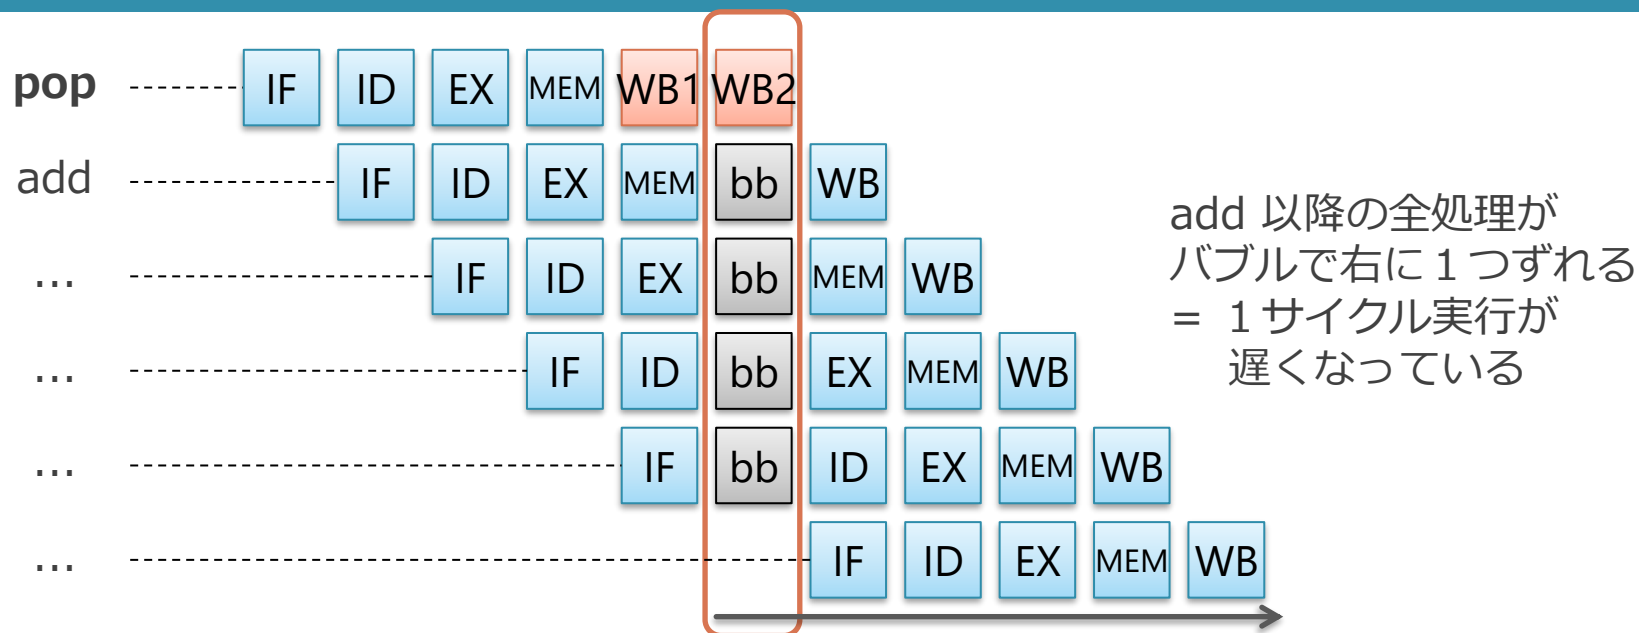 pop IF ID EX MEM WB1 WB2
add IF ID EX MEM bb WB
... IF ID EX bb MEM WB
... IF ID bb EX MEM WB
... IF bb ID EX MEM WB
... IF ID EX MEM WB
add 以降の全処理が
バブルで右に１つずれる
= １サイクル実行が
遅くなっている